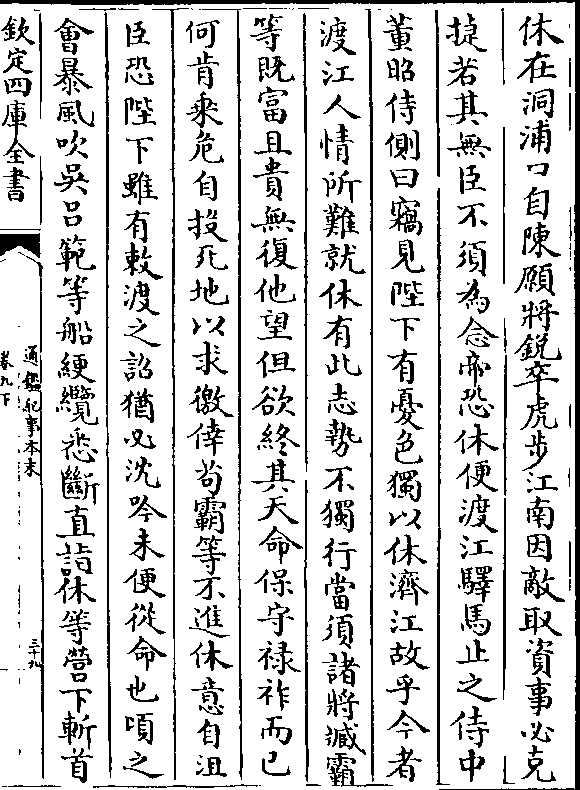 休在洞浦口自陳願將銳卒虎步江南因敵取資事必克
捷若其無臣不須為念帝恐休便渡江驛馬止之侍中
董昭侍側曰竊見陛下有憂色獨以休濟江故乎今者
渡江人情所難就休有此志勢不獨行當須諸將臧霸
等既富且貴無復他望但欲終其天命保守禄祚而已
何肯乘危自投死地以求徼倖茍霸等不進休意自沮
臣恐陛下雖有敕渡之詔猶必沈吟未便從命也頃之
會暴風吹吳吕範等船綆纜悉斷直詣休等營下斬首
欽定四庫全書
通鑑紀事本末
卷九下
三十九